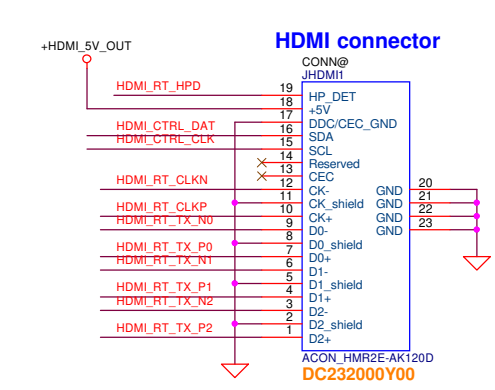 HDMI connector
+HDMI_5V_OUT
CONN@
JHDMI1
HDMI_RT_HPD 19 HP_DET
18 +5V
17 DDC/CEC_GND
HDMI_CTRL_DAT 16 SDA
HDMI_CTRL_CLK 15 SCL
14 Reserved
13 CEC
HDMI_RT_CLKN 12 CK- GND 20
11 CK_shield GND 21
HDMI_RT_CLKP 10 CK+ GND 22
HDMI_RT_TX_N0 9 D0- GND 23
8 D0_shield
HDMI_RT_TX_P0 7 D0+
HDMI_RT_TX_N1 6 D1-
5 D1_shield
HDMI_RT_TX_P1 4 D1+
HDMI_RT_TX_N2 3 D2-
2 D2_shield
HDMI_RT_TX_P2 1 D2+
ACON_HMR2E-AK120D
DC232000Y00